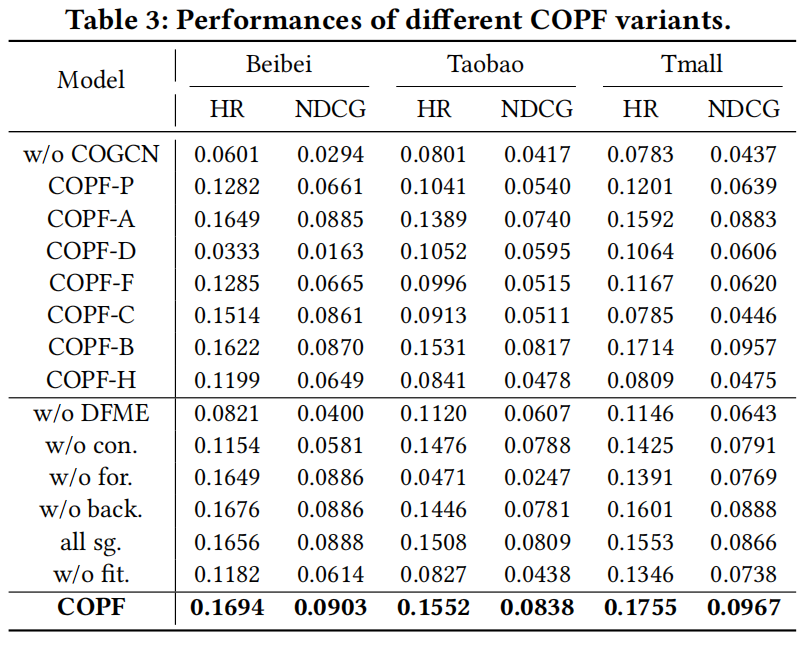 Table 3: Performances of different COPF variants.
Model Beibei Taobao Tmall
HR NDCG HR NDCG HR NDCG
w/o COGCN 0.0601 0.0294 0.0801 0.0417 0.0783 0.0437
COPF-P 0.1282 0.0661 0.1041 0.0540 0.1201 0.0639
COPF-A 0.1649 0.0885 0.1389 0.0740 0.1592 0.0883
COPF-D 0.0333 0.0163 0.1052 0.0595 0.1064 0.0606
COPF-F 0.1285 0.0665 0.0996 0.0515 0.1167 0.0620
COPF-C 0.1514 0.0861 0.0913 0.0511 0.0785 0.0446
COPF-B 0.1622 0.0870 0.1531 0.0817 0.1714 0.0957
COPF-H 0.1199 0.0649 0.0841 0.0478 0.0809 0.0475
w/o DFME 0.0821 0.0400 0.1120 0.0607 0.1146 0.0643
w/o con. 0.1154 0.0581 0.1476 0.0788 0.1425 0.0791
w/o for. 0.1649 0.0886 0.0471 0.0247 0.1391 0.0769
w/o back. 0.1676 0.0886 0.1446 0.0781 0.1601 0.0888
all sg. 0.1656 0.0888 0.1508 0.0809 0.1553 0.0866
w/o fit. 0.1182 0.0614 0.0827 0.0438 0.1346 0.0738
COPF 0.1694 0.0903 0.1552 0.0838 0.1755 0.0967